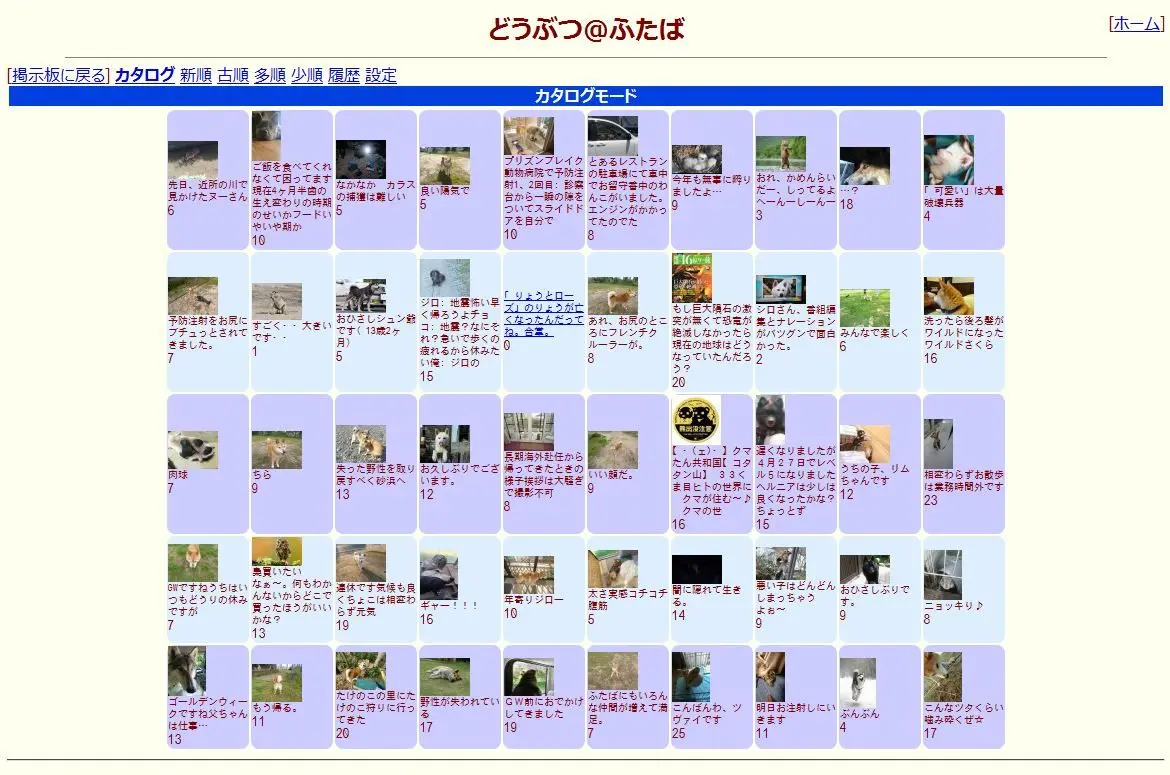 どうぶつ@ふたば
[ホーム]
[掲示板に戻る] カタログ 新順 古順 多順 少順 履歴 設定
カタログモード
先日、近所の川で
見かけたヌーさん
6
ご飯を食べてくれ
なくて困ってます
現在4ヶ月半歯の
生え変わりの時期
のせいかフードい
やいや期か
10
なかなか　カラス
の捕獲は難しい
5
良い陽気で
5
プリズンブレイク
動物病院で予防注
射1、2回目: 診察
台から一瞬の隙を
ついてスライドド
アを自分で
10
とあるレストラン
の駐車場にて車中
でお留守番中のわ
んこがいました。
エンジンがかかっ
てたのでた
8
今年も無事に孵り
ましたよ…
9
おれ、かめんらい
だー、しってるよ
へーんーしーんー
3
…？
18
「 可愛い」は大量
破壊兵器
4
予防注射をお尻に
プチュっとされて
きました。
7
すごく・・大きい
です・・
1
おひさしシュン爺
です( 13歳2ヶ
月)
5
ジロ: 地震怖い早
く帰ろうよチョ
コ: 地震？なにそ
れ？急いで歩くの
疲れるから休みた
い俺: ジロの
15
「 りょうとロー
ズ」のりょうが亡
くなったんだって
ね。合掌。
0
あれ、お尻のとこ
ろにフレンチク
ルーラーが。
8
もし巨大隕石の激
突が無くて恐竜が
絶滅しなかったら
現在の地球はどう
なっていたんだろ
う？
20
シロさん、番組編
集とナレーション
がバツグンで面白
かった。
2
みんなで楽しく
6
洗ったら後ろ髪が
ワイルドになった
ワイルドさくら
16
肉球
7
ちら
9
失った野性を取り
戻すべく砂浜へ
13
お久しぶりでござ
います。
12
長期海外赴任から
帰ってきたときの
様子挨拶は大騒ぎ
で撮影不可
8
いい顔だ。
9
熊出没注意
【 ・(ェ)・ 】クマ
たん共和国【 コタ
タン山】 ３３く
ま目ヒトの世界に
　クマが住む〜♪
　クマの世
16
遅くなりましたが
４月２７日でレベ
ル５になりました
ヘルニアは少しは
良くなったかな？
ちょっとず
15
うちの子、リム
ちゃんです
12
相変わらずお散歩
は業務時間外です
23
GWですねうちはい
つもどうりの休み
ですが
7
梟買いたい
なぁ〜。何もわか
んないからどこで
買ったほうがいい
かな？
13
連休です気候も良
くちょこは相変わ
らず元気
19
ギャー！！！
16
年寄りジロー
10
太さ実感コチコチ
腹筋
5
闇に隠れて生き
る。
14
悪い子はどんどん
しまっちゃう
よぉ〜
9
おひさしぶりで
す。
9
ニョッキり♪
8
ゴールデンウィー
クですね父ちゃん
は仕事…
13
もう帰る。
11
たけのこの里にた
けのこ狩りに行っ
てきた
20
野性が失われてい
る
17
ＧＷ前におでかけ
してきました
19
ふたばにもいろん
な仲間が増えて満
足。
7
こんばんわ、ツ
ヴァイです
25
明日お注射しにい
きます
11
ぷんぷん
4
こんなツタくらい
噛み砕くぜ☆
17